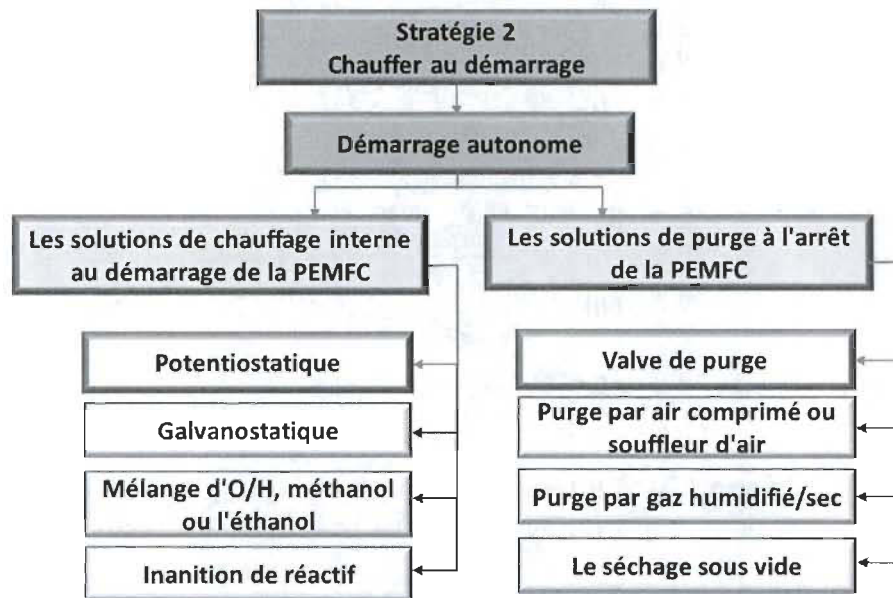 Stratégie 2
Chauffer au démarrage
Démarrage autonome
Les solutions de chauffage interne
au démarrage de la PEMFC
Les solutions de purge à l'arrêt
de la PEMFC
Potentiostatique
Galvanostatique
Mélange d'O/H, méthanol
ou l'éthanol
Inanition de réactif
Valve de purge
Purge par air comprimé ou
souffleur d'air
Purge par gaz humidifié/sec
Le séchage sous vide